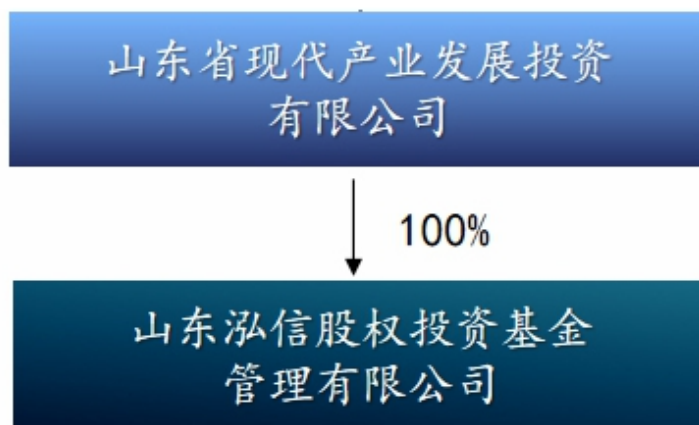 山东省现代产业发展投资
有限公司
100%
山东泓信股权投资基金
管理有限公司